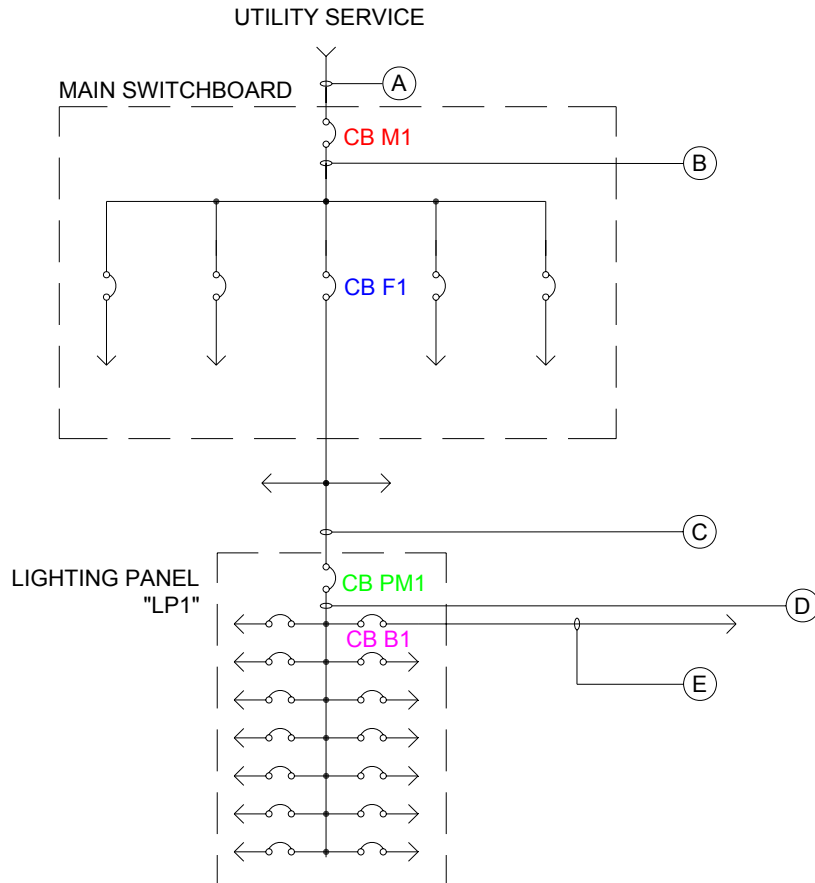 UTILITY SERVICE
A
MAIN SWITCHBOARD
CB M1
B
CB F1
C
LIGHTING PANEL
"LP1"
CB PM1
D
CB B1
E